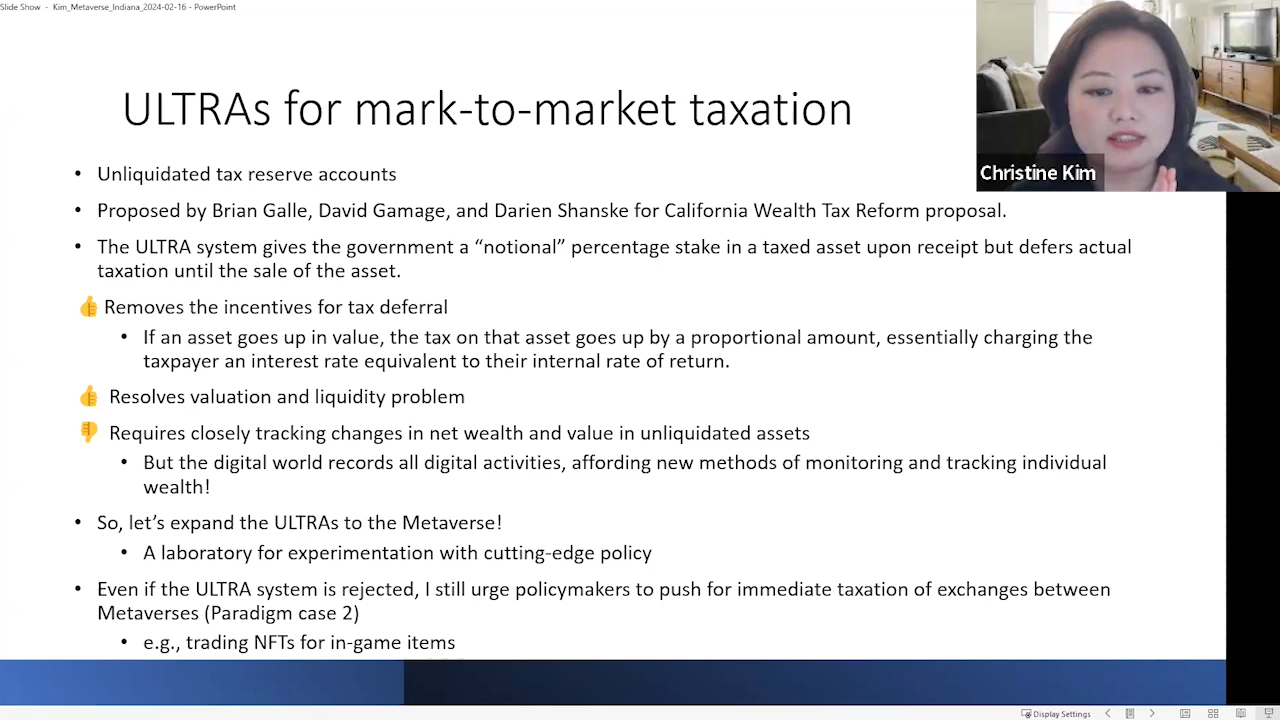 Slide Show - Kim_Metaverse_Indiana_2024-02-16 - PowerPoint
ULTRAs for mark-to-market taxation
Christine Kim
• Unliquidated tax reserve accounts
• Proposed by Brian Galle, David Gamage, and Darien Shanske for California Wealth Tax Reform proposal.
• The ULTRA system gives the government a “notional” percentage stake in a taxed asset upon receipt but defers actual
taxation until the sale of the asset.
👍 Removes the incentives for tax deferral
• If an asset goes up in value, the tax on that asset goes up by a proportional amount, essentially charging the
taxpayer an interest rate equivalent to their internal rate of return.
👍 Resolves valuation and liquidity problem
👎 Requires closely tracking changes in net wealth and value in unliquidated assets
• But the digital world records all digital activities, affording new methods of monitoring and tracking individual
wealth!
• So, let’s expand the ULTRAs to the Metaverse!
• A laboratory for experimentation with cutting-edge policy
• Even if the ULTRA system is rejected, I still urge policymakers to push for immediate taxation of exchanges between
Metaverses (Paradigm case 2)
• e.g., trading NFTs for in-game items
Display Settings